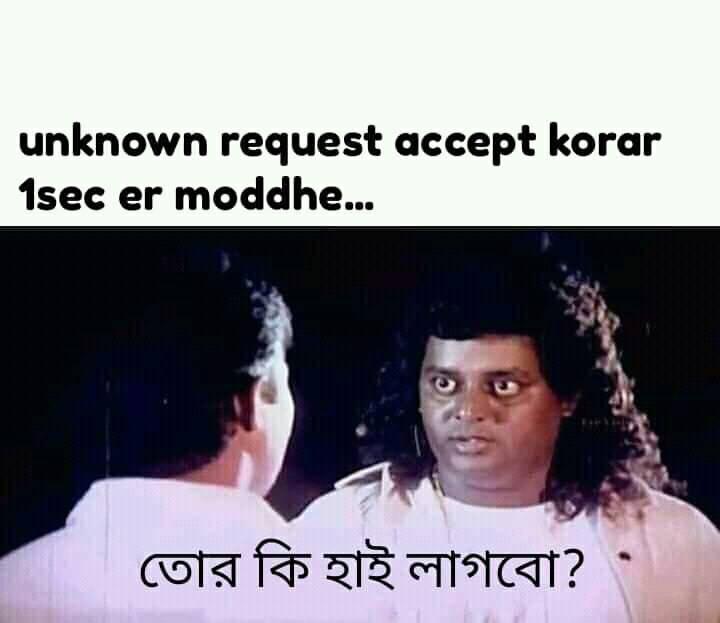 unknown request accept korar
1sec er moddhe...
তোর কি হাই লাগবো?